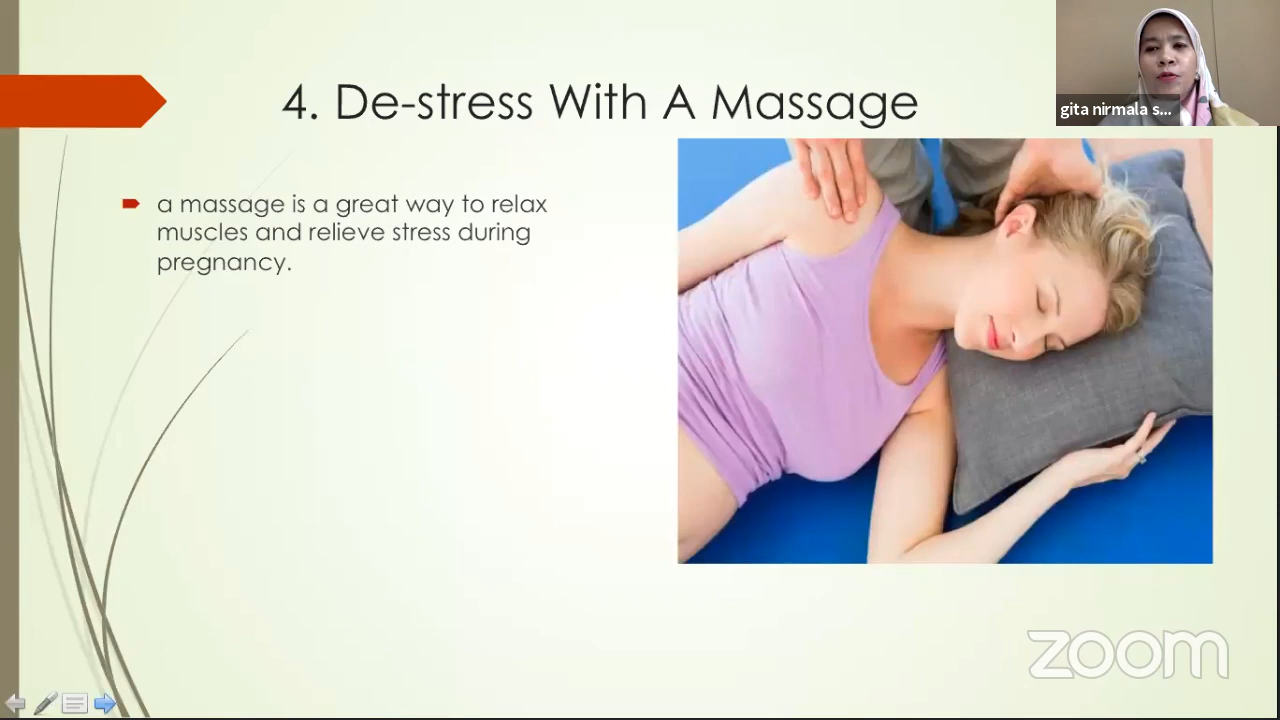 4. De-stress With A Massage
gita nirmala s...
a massage is a great way to relax
muscles and relieve stress during
pregnancy.
zoom